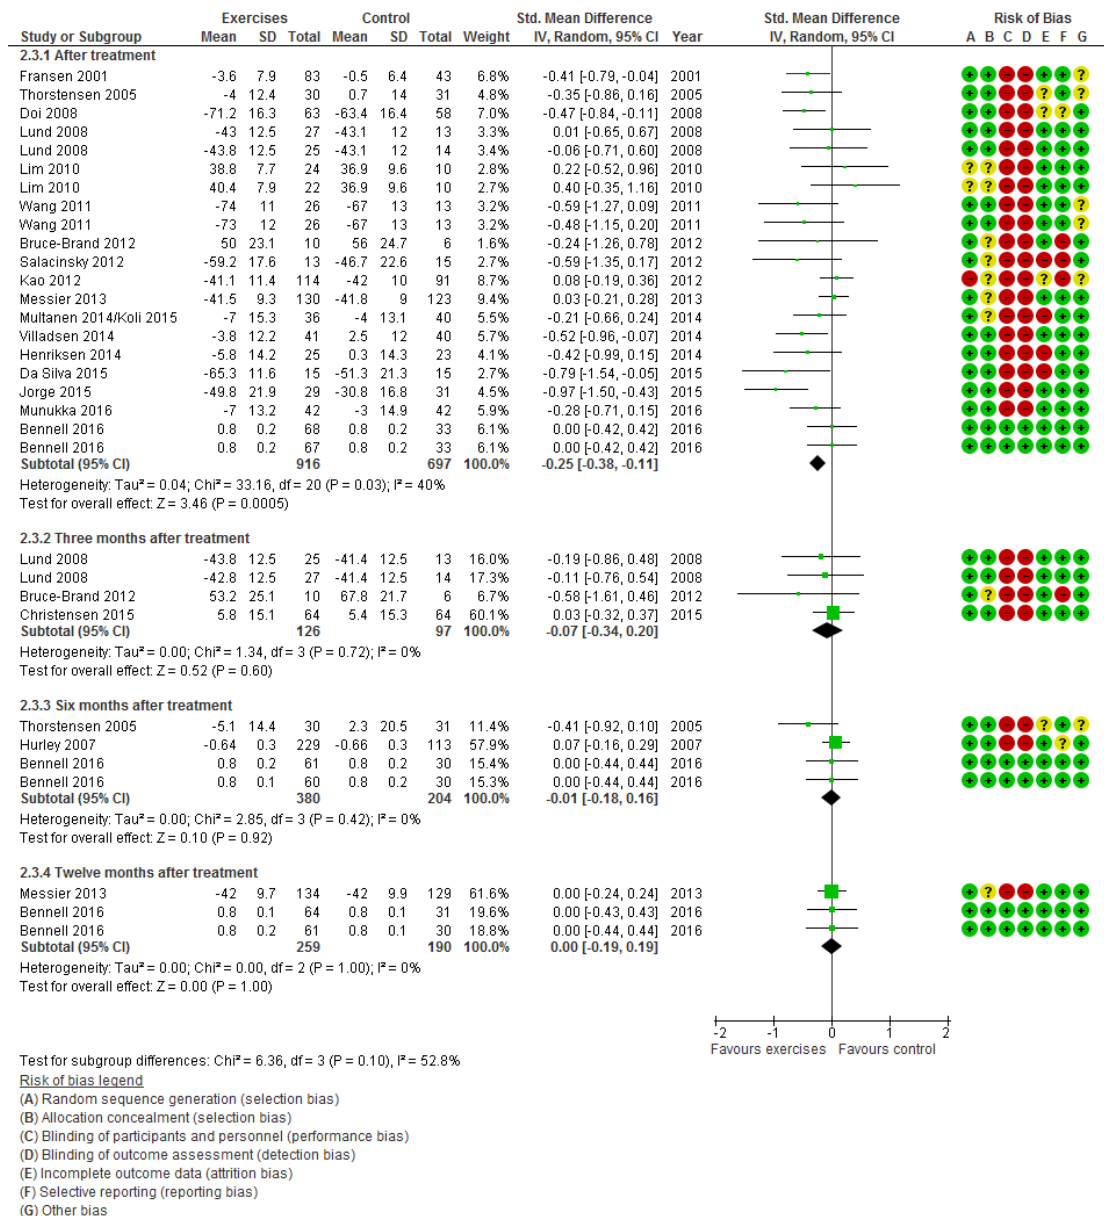 Exercises Control Std. Mean Difference Std. Mean Difference Risk of Bias
Study or Subgroup Mean SD Total Mean SD Total Weight IV, Random, 95% CI Year IV, Random, 95% CI A B C D E F G
2.3.1 After treatment
Fransen 2001 -3.6 7.9 83 -0.5 6.4 43 6.8% -0.41 [-0.79, -0.04] 2001 + + - - + + ?
Thorstensen 2005 -4 12.4 30 0.7 14 31 4.8% -0.35 [-0.86, 0.16] 2005 + + - - ? + ?
Doi 2008 -71.2 16.3 63 -63.4 16.4 58 7.0% -0.47 [-0.84, -0.11] 2008 + + - - ? ? +
Lund 2008 -43 12.5 27 -43.1 12 13 3.4% 0.01 [-0.65, 0.67] 2008 + + - - + + +
Lund 2008 -43.8 12.5 25 -43.1 12 14 3.4% -0.06 [-0.71, 0.60] 2008 + + - - + + +
Lim 2010 38.8 7.7 24 36.9 9.6 10 2.8% 0.22 [-0.52, 0.96] 2010 ? ? - - + + +
Lim 2010 40.4 7.9 22 36.9 9.6 10 2.7% 0.40 [-0.35, 1.16] 2010 ? ? - - + + +
Wang 2011 -74 11 26 -67 13 13 3.2% -0.59 [-1.27, 0.09] 2011 + + - - + + ?
Wang 2011 -73 12 26 -67 13 13 3.3% -0.48 [-1.15, 0.20] 2011 + + - - + + ?
Bruce-Brand 2012 50 23.1 10 56 24.7 6 1.6% -0.24 [-1.26, 0.78] 2012 + ? - - + - +
Salacinsky 2012 -59.2 17.6 13 -46.7 22.6 15 2.7% -0.59 [-1.35, 0.17] 2012 + ? - - - - +
Kao 2012 -41.1 11.4 114 -42 10 91 8.9% 0.08 [-0.19, 0.36] 2012 - ? - - ? - ?
Messier 2013 -41.5 9.3 130 -41.8 9 123 9.4% 0.03 [-0.21, 0.28] 2013 + ? - - + + +
Multanen 2014/Koli 2015 -7 15.3 36 -4 13.1 40 5.5% -0.21 [-0.66, 0.24] 2014 + ? - - - + +
Villadsen 2014 -3.8 12.2 41 2.5 12 40 5.7% -0.52 [-0.96, -0.07] 2014 + + - - + + +
Henriksen 2014 -5.8 14.2 25 0.3 14.3 23 4.1% -0.42 [-0.99, 0.15] 2014 + + - - - + +
Da Silva 2015 -65.3 11.6 15 -51.3 21.3 15 2.8% -0.79 [-1.54, -0.05] 2015 + + - - - + +
Jorge 2015 -49.8 21.9 29 -30.8 16.8 31 4.5% -0.97 [-1.50, -0.43] 2015 + + - - + + +
Munukka 2016 -7 13.2 42 -3 14.9 42 5.9% -0.28 [-0.71, 0.15] 2016 + + - - + + +
Bennell 2016 0.8 0.2 68 0.8 0.2 33 6.1% 0.00 [-0.42, 0.42] 2016 + + + + + + +
Bennell 2016 0.8 0.2 67 0.8 0.2 33 6.1% 0.00 [-0.42, 0.42] 2016 + + + + + + +
Subtotal (95% CI) 916 697 100.0% -0.25 [-0.38, -0.11]
Heterogeneity: Tau² = 0.04; Chi² = 33.16, df = 20 (P = 0.03); I² = 40%
Test for overall effect: Z = 3.46 (P = 0.0005)
2.3.2 Three months after treatment
Lund 2008 -43.8 12.5 25 -41.4 12.5 13 16.0% -0.19 [-0.86, 0.48] 2008 + + - - + + +
Lund 2008 -42.8 12.5 27 -41.4 12.5 14 17.3% -0.11 [-0.76, 0.54] 2008 + + - - + + +
Bruce-Brand 2012 53.2 25.1 10 67.8 21.7 6 6.7% -0.58 [-1.61, 0.46] 2012 + ? - - + - +
Christensen 2015 5.8 15.1 64 5.4 15.3 64 60.1% 0.03 [-0.32, 0.37] 2015 + + - - + + +
Subtotal (95% CI) 126 97 100.0% -0.07 [-0.34, 0.20]
Heterogeneity: Tau² = 0.00; Chi² = 1.34, df = 3 (P = 0.72); I² = 0%
Test for overall effect: Z = 0.52 (P = 0.60)
2.3.3 Six months after treatment
Thorstensen 2005 -5.1 14.4 30 2.3 20.5 31 11.4% -0.41 [-0.92, 0.10] 2005 + + - - ? + ?
Hurley 2007 -0.64 0.3 229 -0.66 0.3 113 57.9% 0.07 [-0.16, 0.29] 2007 + + - - + ? +
Bennell 2016 0.8 0.2 61 0.8 0.2 30 15.4% 0.00 [-0.44, 0.44] 2016 + + + + + + +
Bennell 2016 0.8 0.1 60 0.8 0.2 30 15.3% 0.00 [-0.44, 0.44] 2016 + + + + + + +
Subtotal (95% CI) 380 204 100.0% -0.01 [-0.18, 0.16]
Heterogeneity: Tau² = 0.00; Chi² = 2.85, df = 3 (P = 0.42); I² = 0%
Test for overall effect: Z = 0.10 (P = 0.92)
2.3.4 Twelve months after treatment
Messier 2013 -42 9.7 134 -42 9.9 129 61.6% 0.00 [-0.24, 0.24] 2013 + ? - - + + +
Bennell 2016 0.8 0.1 64 0.8 0.1 31 19.6% 0.00 [-0.43, 0.43] 2016 + + + + + + +
Bennell 2016 0.8 0.2 61 0.8 0.1 30 18.8% 0.00 [-0.44, 0.44] 2016 + + + + + + +
Subtotal (95% CI) 259 190 100.0% 0.00 [-0.19, 0.19]
Heterogeneity: Tau² = 0.00; Chi² = 0.00, df = 2 (P = 1.00); I² = 0%
Test for overall effect: Z = 0.00 (P = 1.00)
-2 -1 0 1 2
Favours exercises Favours control
Test for subgroup differences: Chi² = 6.36, df = 3 (P = 0.10), I² = 52.8%
Risk of bias legend
(A) Random sequence generation (selection bias)
(B) Allocation concealment (selection bias)
(C) Blinding of participants and personnel (performance bias)
(D) Blinding of outcome assessment (detection bias)
(E) Incomplete outcome data (attrition bias)
(F) Selective reporting (reporting bias)
(G) Other bias